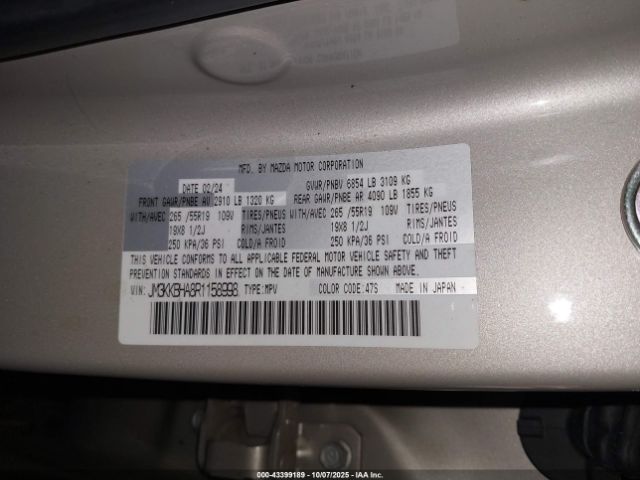 MFD. BY MAZDA MOTOR CORPORATION
DATE 02/24 GVWR/PNBV 6854 LB 3109 KG
FRONT GAWR/PNBE AV 2910 LB 1320 KG REAR GAWR/PNBE AR 4090 LB 1855 KG
WITH/AVEC 265 /55R19 109V TIRES/PNEUS WITH/AVEC 265 /55R19 109V TIRES/PNEUS
19X8 1/2J RIMS/JANTES 19X8 1/2J RIMS/JANTES
250 KPA/36 PSI COLD/A FROID 250 KPA/36 PSI COLD/A FROID
THIS VEHICLE CONFORMS TO ALL APPLICABLE FEDERAL MOTOR VEHICLE SAFETY AND THEFT
PREVENTION STANDARDS IN EFFECT ON THE DATE OF MANUFACTURE SHOWN ABOVE.
VIN: JM3KKBHA8R1158998 TYPE:MPV COLOR CODE:47S MADE IN JAPAN
00-43399189 - 10/07/2025 - IAA Inc.